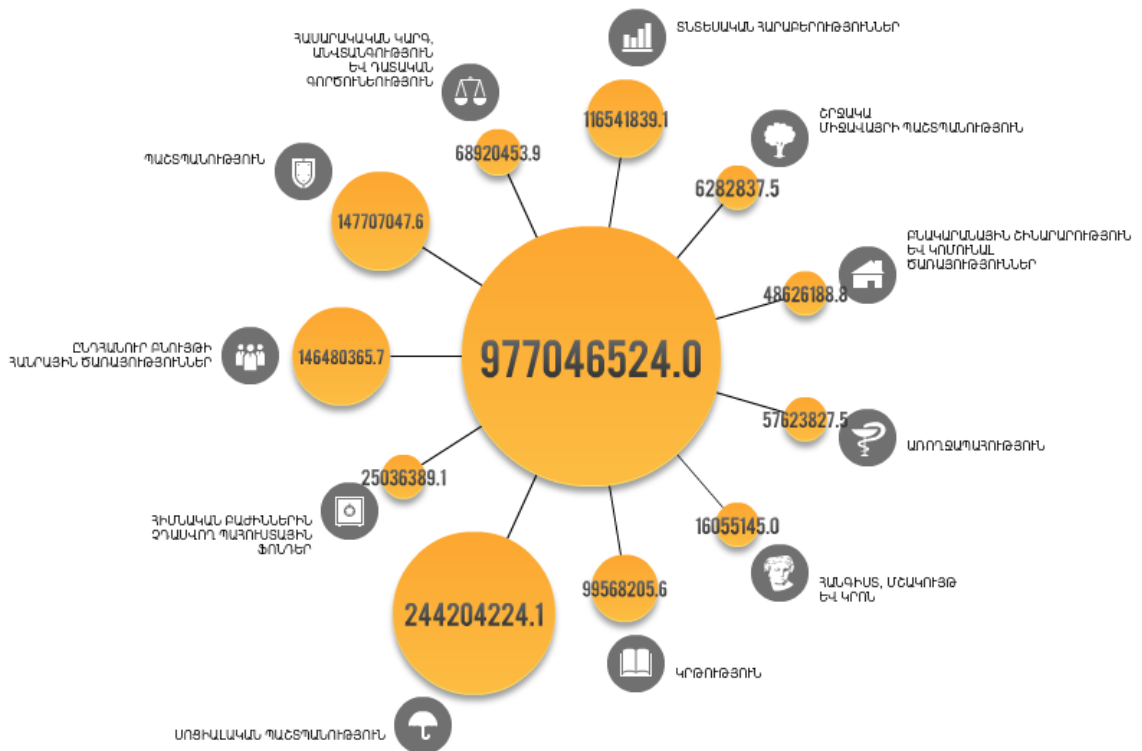 ՏՆՏԵՍԱԿԱՆ ՀԱՐԱԲԵՐՈՒԹՅՈՒՆՆԵՐ
116541839.1
ՇՐՋԱԿԱ
ՄԻՋԱՎԱՅՐԻ ՊԱՇՏՊԱՆՈՒԹՅՈՒՆ
6282837.5
ԲՆԱԿԱՐԱՆԱՅԻՆ ՇԻՆԱՐԱՐՈՒԹՅՈՒՆ
ԵՎ ԿՈՄՈՒՆԱԼ
ԾԱՌԱՅՈՒԹՅՈՒՆՆԵՐ
48626188.8
57623827.5
ԱՌՈՂՋԱՊԱՀՈՒԹՅՈՒՆ
16055145.0
ՀԱՆԳԻՍՏ, ՄՇԱԿՈՒՅԹ
ԵՎ ԿՐՈՆ
99568205.6
ԿՐԹՈՒԹՅՈՒՆ
244204224.1
ՍՈՑԻԱԼԱԿԱՆ ՊԱՇՏՊԱՆՈՒԹՅՈՒՆ
25036389.1
ՀԻՄՆԱԿԱՆ ԲԱԺԻՆՆԵՐԻՆ
ՉԴԱՍՎՈՂ ՊԱՀՈՒՍՏԱՅԻՆ
ՖՈՆԴԵՐ
146480365.7
ԸՆԴՀԱՆՈՒՐ ԲՆՈՒՅԹԻ
ՀԱՆՐԱՅԻՆ ԾԱՌԱՅՈՒԹՅՈՒՆՆԵՐ
147707047.6
ՊԱՇՏՊԱՆՈՒԹՅՈՒՆ
68920453.9
ՀԱՍԱՐԱԿԱԿԱՆ ԿԱՐԳ,
ԱՆՎՏԱՆԳՈՒԹՅՈՒՆ
ԵՎ ԴԱՏԱԿԱՆ
ԳՈՐԾՈՒՆԵՈՒԹՅՈՒՆ
977046524.0